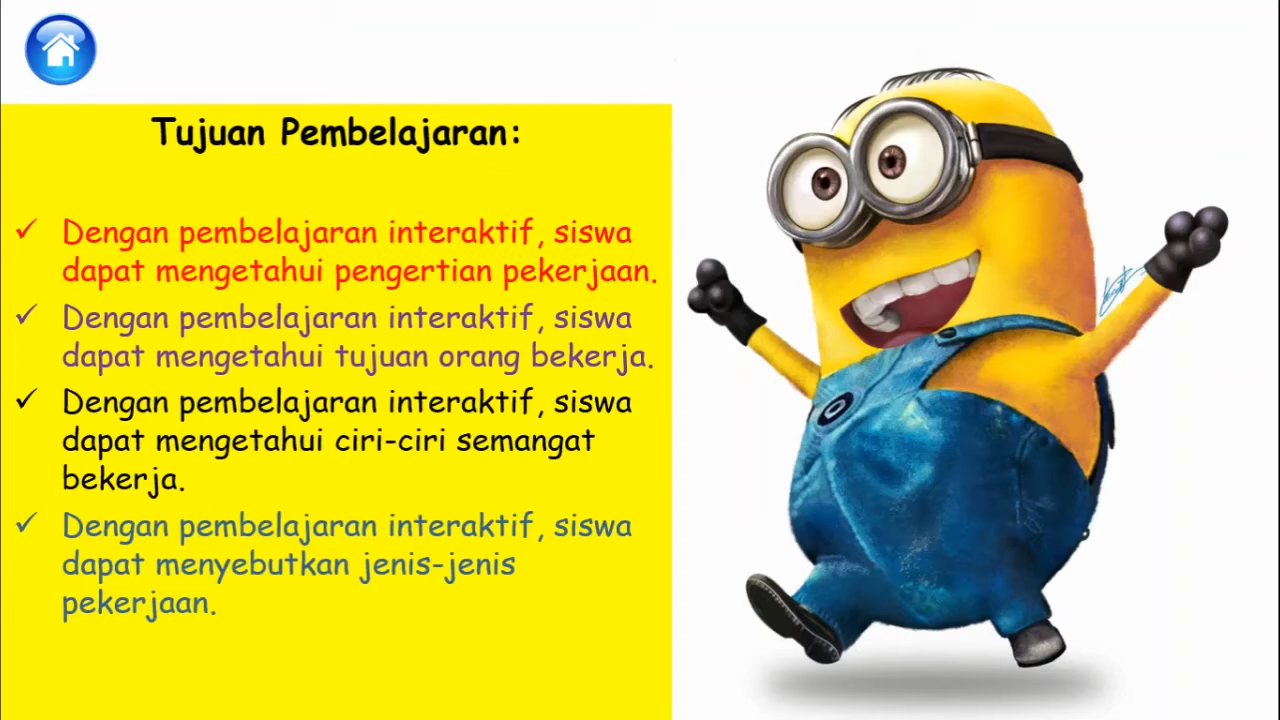 Tujuan Pembelajaran:
Dengan pembelajaran interaktif, siswa
dapat mengetahui pengertian pekerjaan.
Dengan pembelajaran interaktif, siswa
dapat mengetahui tujuan orang bekerja.
Dengan pembelajaran interaktif, siswa
dapat mengetahui ciri-ciri semangat
bekerja.
Dengan pembelajaran interaktif, siswa
dapat menyebutkan jenis-jenis
pekerjaan.